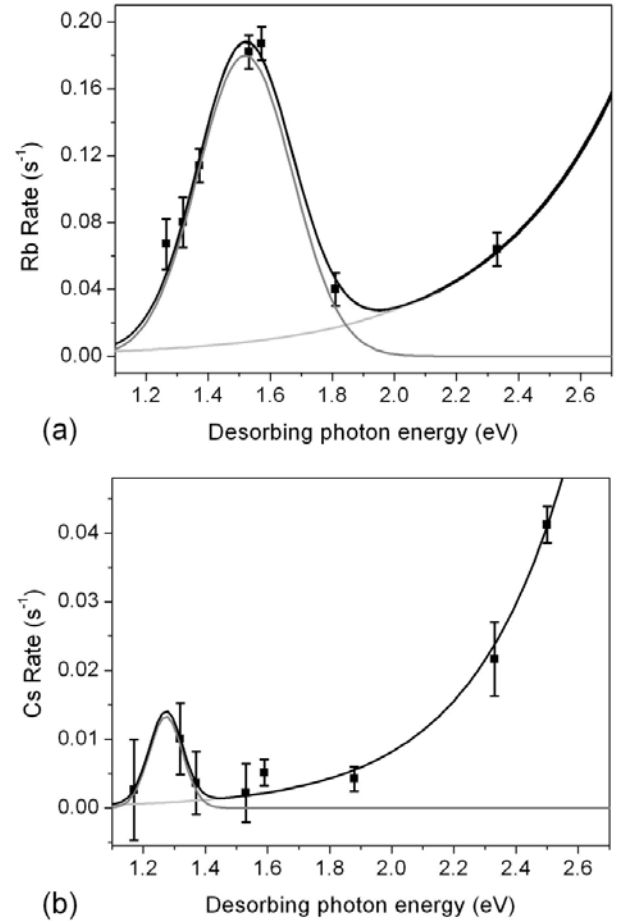 0.20
0.16
0.12
0.08
0.04
0.00
Rb Rate (s⁻¹)
1.2 1.4 1.6 1.8 2.0 2.2 2.4 2.6
(a)
Desorbing photon energy (eV)
0.04
0.03
0.02
0.01
0.00
Cs Rate (s⁻¹)
1.2 1.4 1.6 1.8 2.0 2.2 2.4 2.6
(b)
Desorbing photon energy (eV)